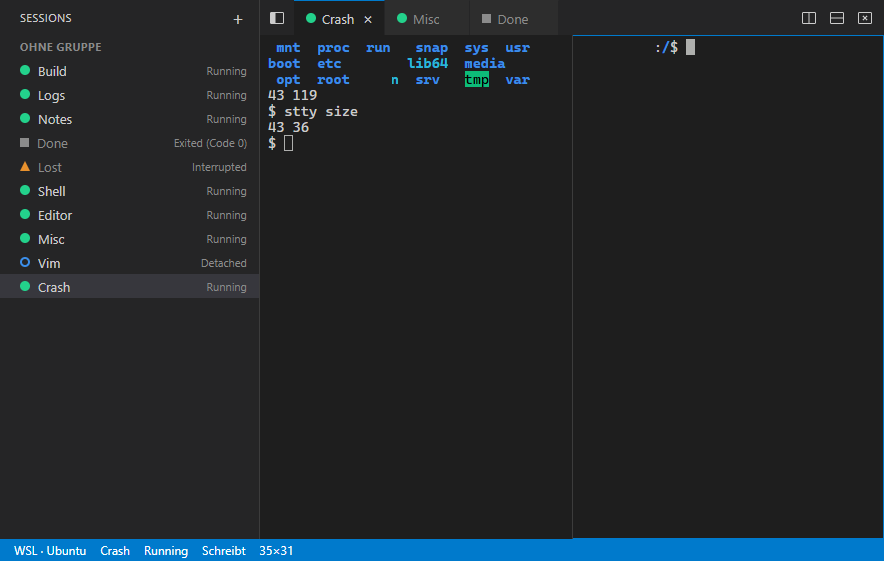 SESSIONS +
OHNE GRUPPE
Build Running
Logs Running
Notes Running
Done Exited (Code 0)
Lost Interrupted
Shell Running
Editor Running
Misc Running
Vim Detached
Crash Running
Crash × Misc Done
mnt proc run snap sys usr
boot etc lib64 media
opt root n srv tmp var
43 119
$ stty size
43 36
$
:/$
WSL · Ubuntu Crash Running Schreibt 35×31